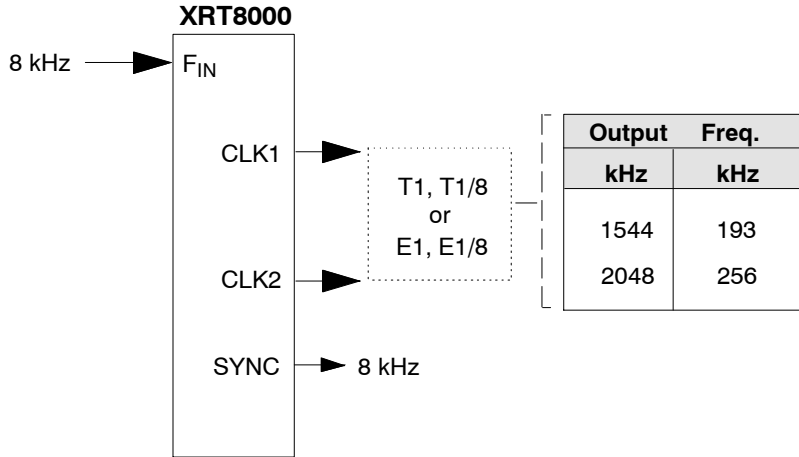 XRT8000
8 kHz
FIN
CLK1
T1, T1/8
or
E1, E1/8
CLK2
SYNC
8 kHz
Output Freq.
kHz kHz
1544 193
2048 256